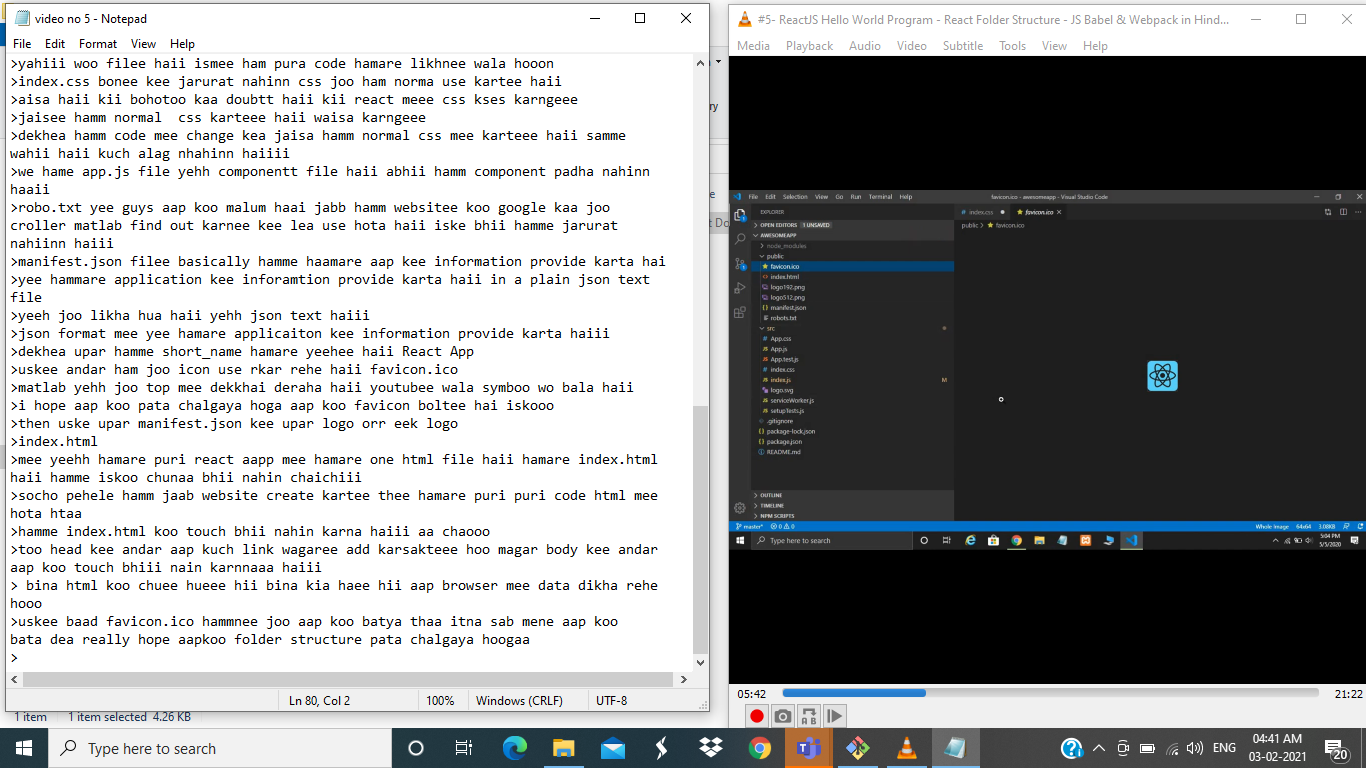 video no 5 - Notepad
File Edit Format View Help
>yahiii woo filee haii ismee ham pura code hamare likhnee wala hooon
>index.css bonee kee jarurat nahinn css joo ham norma use kartee haii
>aisa haii kii bohotoo kaa doubtt haii kii react meee css kses karngeee
>jaisee hamm normal  css karteee haii waisa karngeee
>dekhea hamm code mee change kea jaisa hamm normal css mee karteee haii samme
wahii haii kuch alag nhahinn haiiii
>we hame app.js file yehh componentt file haii abhii hamm component padha nahinn
haaii
>robo.txt yee guys aap koo malum haai jabb hamm websitee koo google kaa joo
croller matlab find out karnee kee lea use hota haii iske bhii hamme jarurat
nahiinn haiii
>manifest.json filee basically hamme haamare aap kee information provide karta hai
>yee hammare application kee inforamtion provide karta haii in a plain json text
file
>yeeh joo likha hua haii yehh json text haiii
>json format mee yee hamare applicaiton kee information provide karta haiii
>dekhea upar hamme short_name hamare yeehee haii React App
>uskee andar ham joo icon use rkar rehe haii favicon.ico
>matlab yehh joo top mee dekkhai deraha haii youtubee wala symboo wo bala haii
>i hope aap koo pata chalgaya hoga aap koo favicon boltee hai iskooo
>then uske upar manifest.json kee upar logo orr eek logo
>index.html
>mee yeehh hamare puri react aapp mee hamare one html file haii hamare index.html
haii hamme iskoo chunaa bhii nahin chaichiii
>socho pehele hamm jaab website create kartee thee hamare puri puri code html mee
hota htaa
>hamme index.html koo touch bhii nahin karna haiii aa chaooo
>too head kee andar aap kuch link wagaree add karsakteee hoo magar body kee andar
aap koo touch bhiii nain karnnaaa haiii
> bina html koo chuee hueee hii bina kia haee hii aap browser mee data dikha rehe
hooo
>uskee baad favicon.ico hammnee joo aap koo batya thaa itna sab mene aap koo
bata dea really hope aapkoo folder structure pata chalgaya hoogaa
>
Ln 80, Col 2 100% Windows (CRLF) UTF-8
1 item 1 item selected 4.26 KB
#5- ReactJS Hello World Program - React Folder Structure - JS Babel & Webpack in Hind...
Media Playback Audio Video Subtitle Tools View Help
File Edit Selection View Go Run Terminal Help favicon.ico - awesomeapp - Visual Studio Code
EXPLORER
index.css favicon.ico
OPEN EDITORS 1 UNSAVED
public > favicon.ico
AWESOMEAPP
node_modules
public
favicon.ico
index.html
logo192.png
logo512.png
manifest.json
robots.txt
src
App.css
App.js
App.test.js
index.css
index.js M
logo.svg
serviceWorker.js
setupTests.js
.gitignore
package-lock.json
package.json
README.md
OUTLINE
TIMELINE
NPM SCRIPTS
master* 0 0 Whole Image 64x64 3.08KB
Type here to search
5:04 PM
5/5/2020
05:42 21:22
Type here to search
ENG
04:41 AM
03-02-2021
20